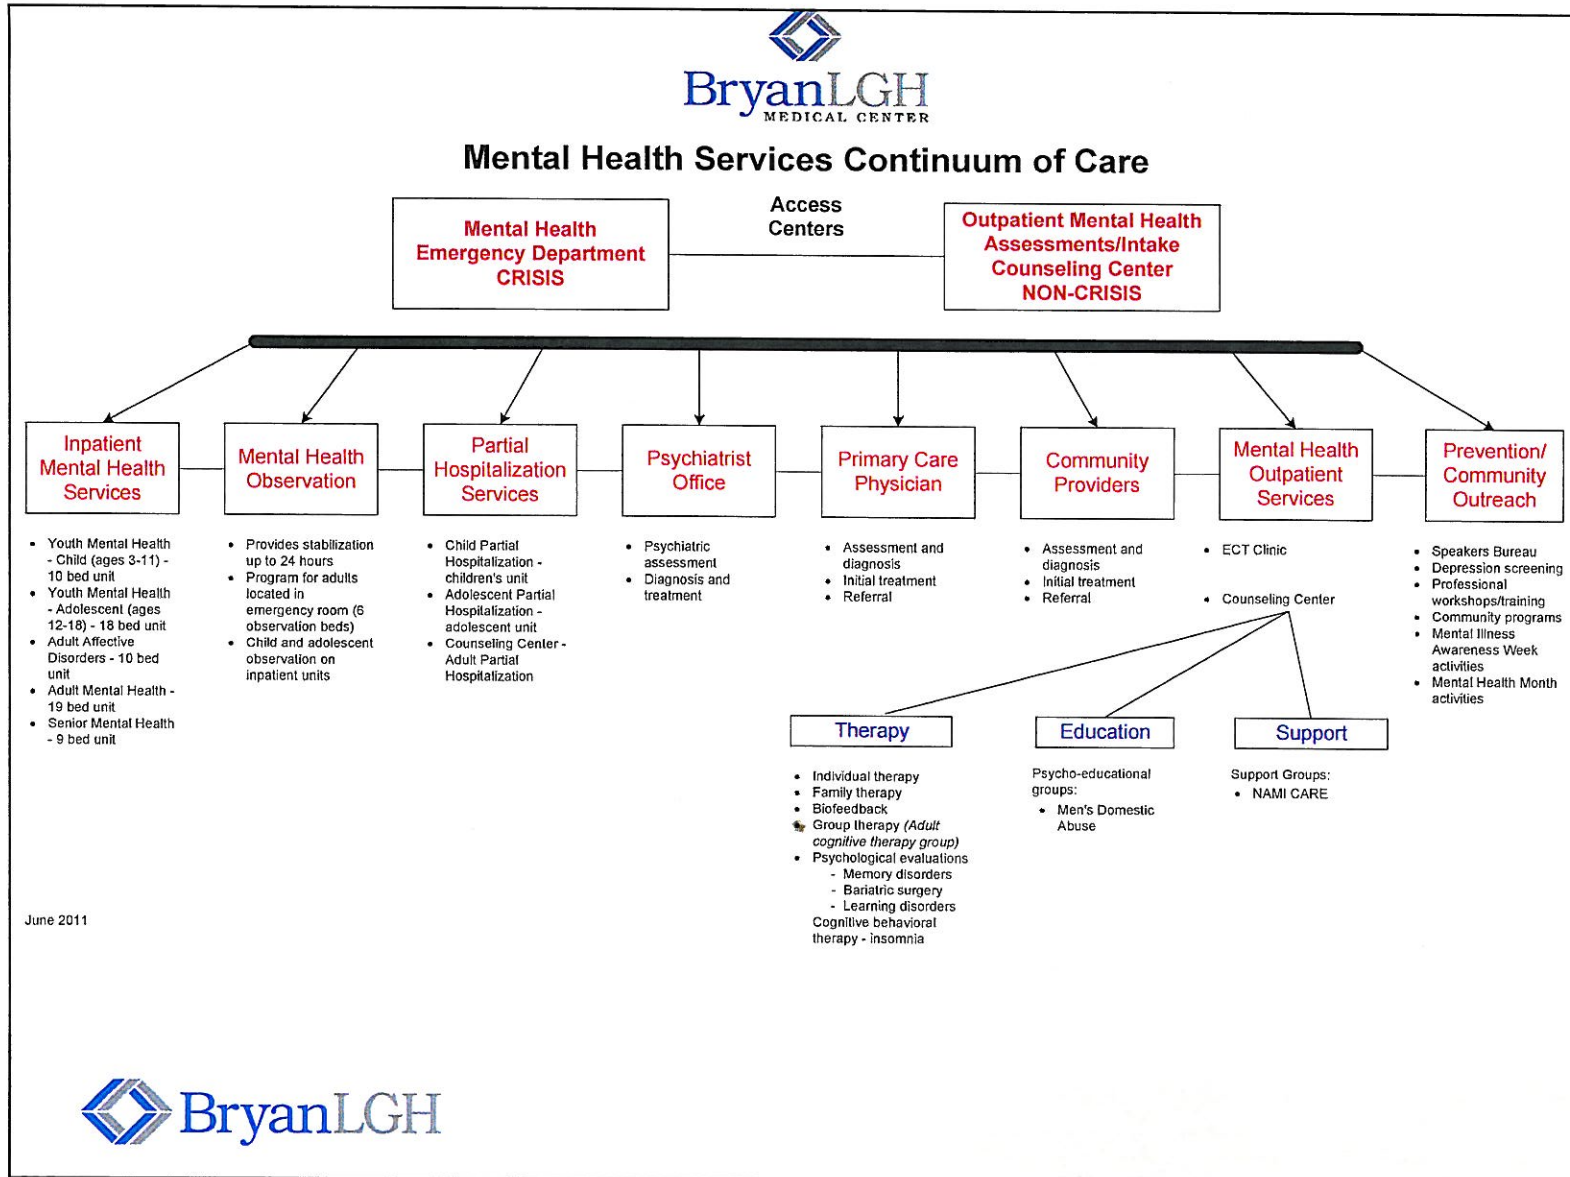 BryanLGH
MEDICAL CENTER
Mental Health Services Continuum of Care
Mental Health
Emergency Department
CRISIS
Access
Centers
Outpatient Mental Health
Assessments/Intake
Counseling Center
NON-CRISIS
Inpatient
Mental Health
Services
• Youth Mental Health
- Child (ages 3-11) -
10 bed unit
• Youth Mental Health
- Adolescent (ages
12-18) - 18 bed unit
• Adult Affective
Disorders - 10 bed
unit
• Adult Mental Health -
19 bed unit
• Senior Mental Health
- 9 bed unit
Mental Health
Observation
• Provides stabilization
up to 24 hours
• Program for adults
located in
emergency room (6
observation beds)
• Child and adolescent
observation on
inpatient units
Partial
Hospitalization
Services
• Child Partial
Hospitalization -
children's unit
• Adolescent Partial
Hospitalization -
adolescent unit
• Counseling Center -
Adult Partial
Hospitalization
Psychiatrist
Office
• Psychiatric
assessment
• Diagnosis and
treatment
Primary Care
Physician
• Assessment and
diagnosis
• Initial treatment
• Referral
Community
Providers
• Assessment and
diagnosis
• Initial treatment
• Referral
Mental Health
Outpatient
Services
• ECT Clinic
• Counseling Center
Prevention/
Community
Outreach
• Speakers Bureau
• Depression screening
• Professional
workshops/training
• Community programs
• Mental Illness
Awareness Week
activities
• Mental Health Month
activities
Therapy
• Individual therapy
• Family therapy
• Biofeedback
• Group therapy (Adult
cognitive therapy group)
• Psychological evaluations
- Memory disorders
- Bariatric surgery
- Learning disorders
Cognitive behavioral
therapy - insomnia
Education
Psycho-educational
groups:
• Men's Domestic
Abuse
Support
Support Groups:
• NAMI CARE
June 2011
BryanLGH